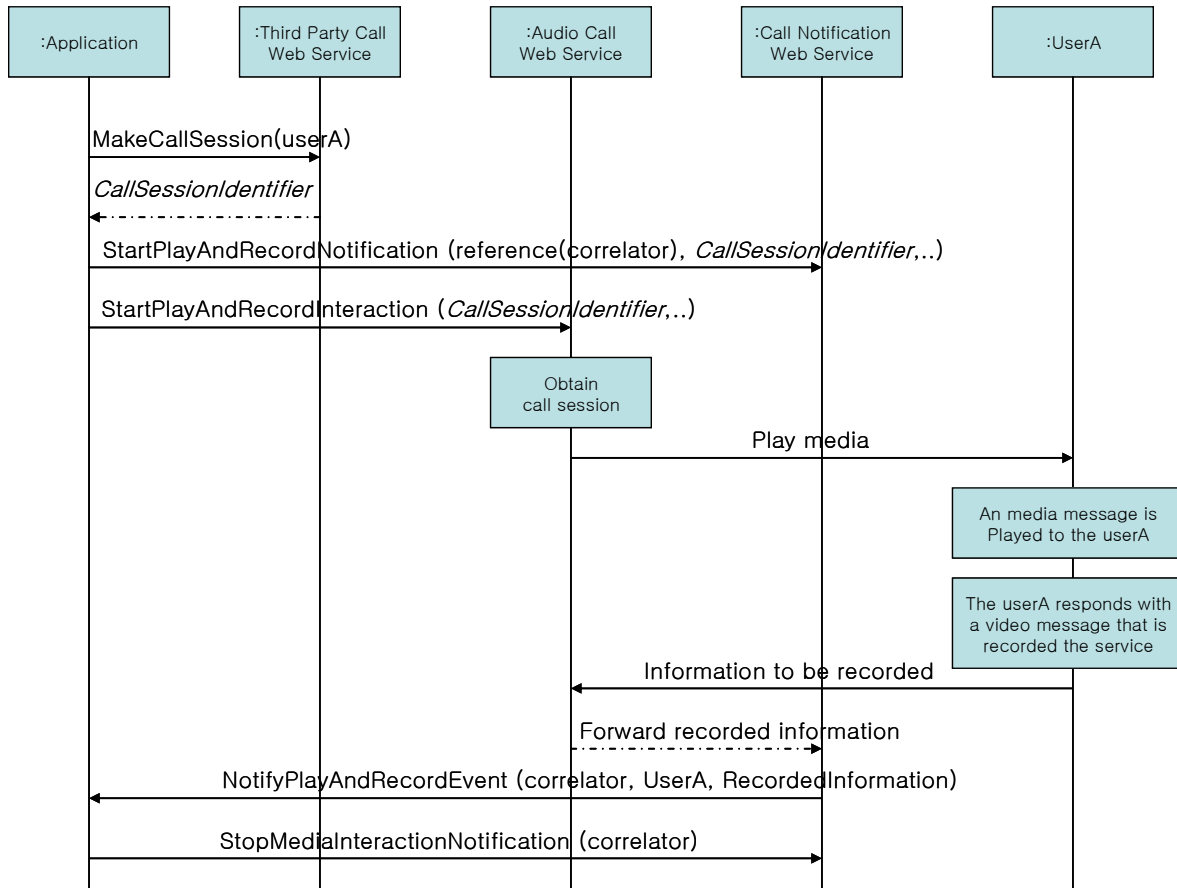 :Application
:Third Party Call
Web Service
:Audio Call
Web Service
:Call Notification
Web Service
:UserA
MakeCallSession(userA)
CallSessionIdentifier
StartPlayAndRecordNotification (reference(correlator), CallSessionIdentifier,..)
StartPlayAndRecordInteraction (CallSessionIdentifier,..)
Obtain
call session
Play media
An media message is
Played to the userA
The userA responds with
a video message that is
recorded the service
Information to be recorded
Forward recorded information
NotifyPlayAndRecordEvent (correlator, UserA, RecordedInformation)
StopMediaInteractionNotification (correlator)